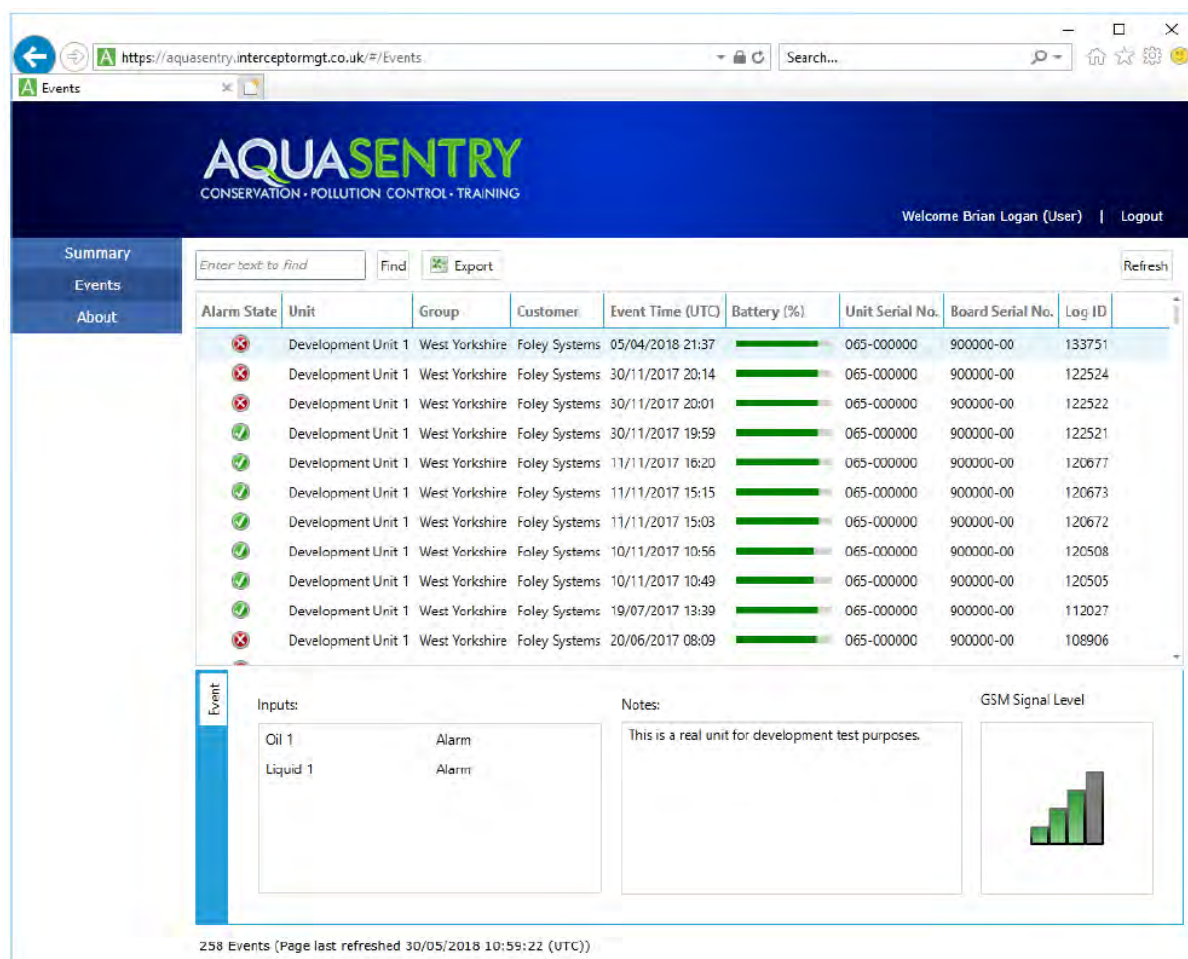 https://aquasentry.interceptormgt.co.uk/#/Events
Search...
Events
AQUASENTRY
CONSERVATION • POLLUTION CONTROL • TRAINING
Welcome Brian Logan (User) | Logout
Summary
Events
About
Enter text to find Find Export Refresh
Alarm State Unit Group Customer Event Time (UTC) Battery (%) Unit Serial No. Board Serial No. Log ID
Development Unit 1 West Yorkshire Foley Systems 05/04/2018 21:37 065-000000 900000-00 133751
Development Unit 1 West Yorkshire Foley Systems 30/11/2017 20:14 065-000000 900000-00 122524
Development Unit 1 West Yorkshire Foley Systems 30/11/2017 20:01 065-000000 900000-00 122522
Development Unit 1 West Yorkshire Foley Systems 30/11/2017 19:59 065-000000 900000-00 122521
Development Unit 1 West Yorkshire Foley Systems 11/11/2017 16:20 065-000000 900000-00 120677
Development Unit 1 West Yorkshire Foley Systems 11/11/2017 15:15 065-000000 900000-00 120673
Development Unit 1 West Yorkshire Foley Systems 11/11/2017 15:03 065-000000 900000-00 120672
Development Unit 1 West Yorkshire Foley Systems 10/11/2017 10:56 065-000000 900000-00 120508
Development Unit 1 West Yorkshire Foley Systems 10/11/2017 10:49 065-000000 900000-00 120505
Development Unit 1 West Yorkshire Foley Systems 19/07/2017 13:39 065-000000 900000-00 112027
Development Unit 1 West Yorkshire Foley Systems 20/06/2017 08:09 065-000000 900000-00 108906
Event
Inputs:
Oil 1 Alarm
Liquid 1 Alarm
Notes:
This is a real unit for development test purposes.
GSM Signal Level
258 Events (Page last refreshed 30/05/2018 10:59:22 (UTC))